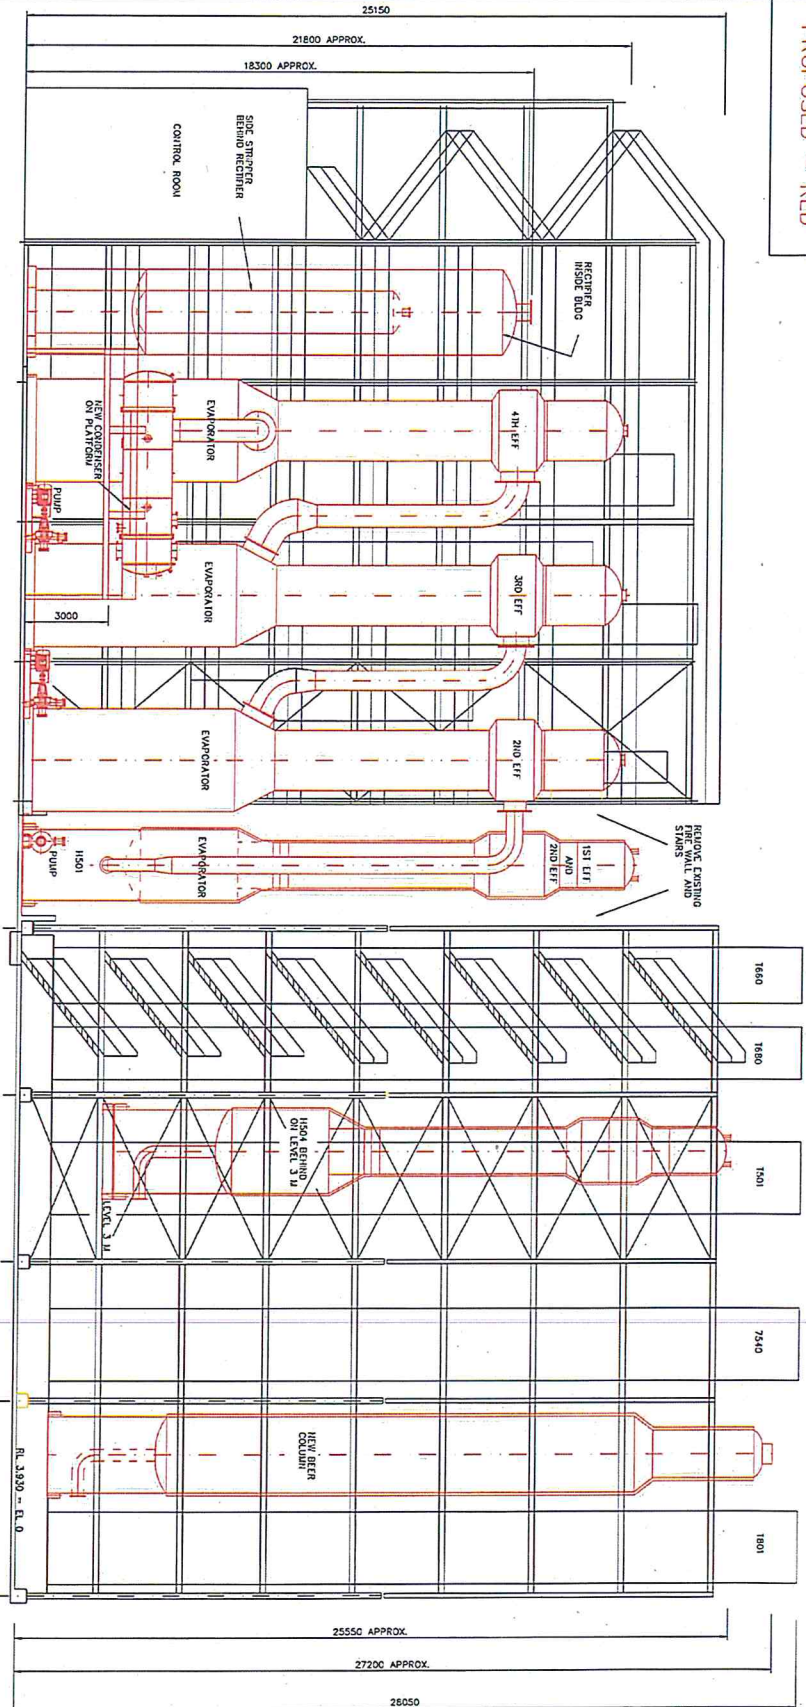 PROPOSED - RED
25150
21800 APPROX.
18300 APPROX.
CONTROL ROOM
SIDE STRIPPER
BEHIND RECTIFIER
RECTIFIER
INSIDE BLDG
NEW CONDENSER
ON PLATFORM
EVAPORATOR
4TH EFF
PUMP
3000
EVAPORATOR
3RD EFF
EVAPORATOR
2ND EFF
PUMP
H501
EVAPORATOR
1ST EFF
AND
2ND EFF
REMOVE EXISTING
FIRE WALL AND
STAIRS
T660
T680
H504 BEHIND
ON LEVEL 3 M
LEVEL 3 M
T501
7540
NEW BEER
COLUMN
T801
RL 3.930 = EL 0
25550 APPROX.
27200 APPROX.